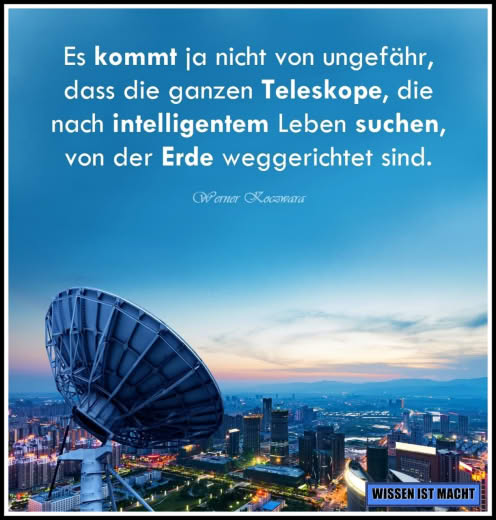 Es kommt ja nicht von ungefähr,
dass die ganzen Teleskope, die
nach intelligentem Leben suchen,
von der Erde weggerichtet sind.
Werner Koczwara
WISSEN IST MACHT